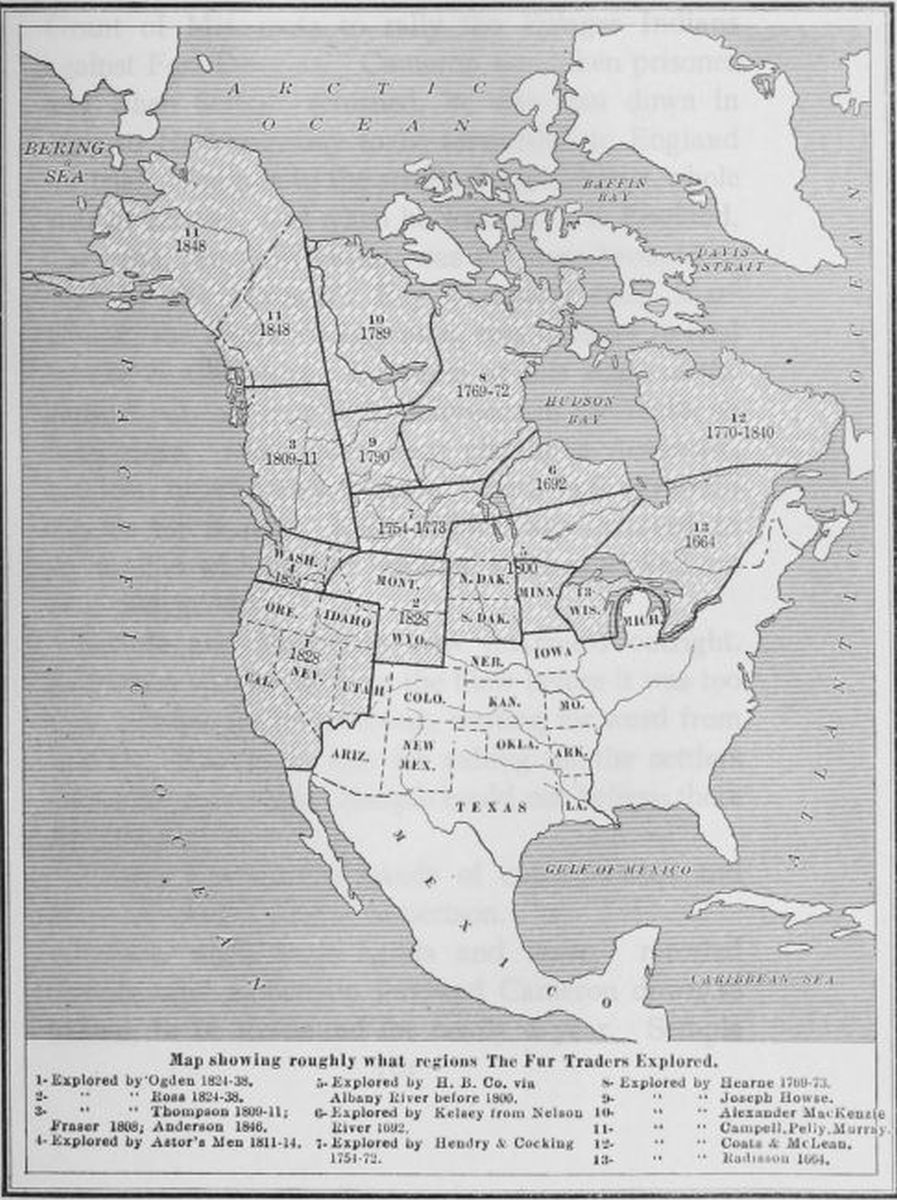 ARCTIC
OCEAN
BERING
SEA
BAFFIN
BAY
DAVIS
STRAIT
11
1848
11
1848
10
1789
8
1769-72
HUDSON
BAY
12
1770-1840
3
1809-11
9
1790
6
1692
7
1754-1773
13
1664
5
1800
WASH.
4
MONT.
2
1828
WYO.
N. DAK.
S. DAK.
MINN.
13
WIS.
MICH.
ORE.
IDAHO
1
1828
NEV.
CAL.
UTAH
NEB.
IOWA
COLO.
KAN.
MO.
ARIZ.
NEW
MEX.
OKLA.
ARK.
TEXAS
LA.
MEXICO
GULF OF MEXICO
CARIBBEAN SEA
PACIFIC OCEAN
ATLANTIC OCEAN
Map showing roughly what regions The Fur Traders Explored.
1- Explored by Ogden 1824-38.
2- " " Ross 1824-38.
3- " " Thompson 1809-11;
Fraser 1808; Anderson 1846.
4- Explored by Astor's Men 1811-14.
5- Explored by H. B. Co. via
Albany River before 1800.
6- Explored by Kelsey from Nelson
River 1692.
7- Explored by Hendry & Cocking
1754-72.
8- Explored by Hearne 1769-73.
9- " " Joseph Howse.
10- " " Alexander MacKenzie
11- " " Campell, Pelly, Murray.
12- " " Coats & McLean.
13- " " Radisson 1664.